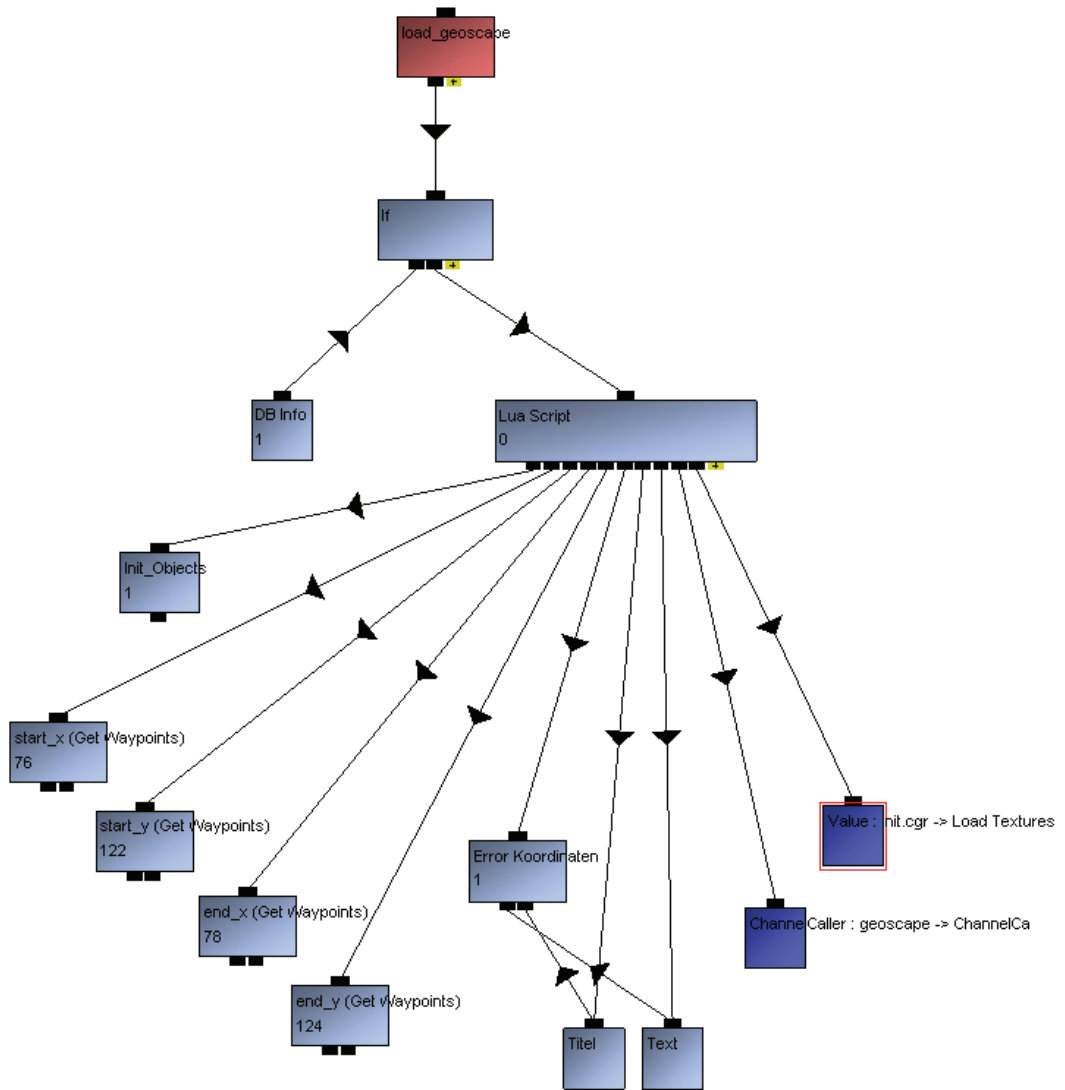 load_geoscape
+
If
+
DB Info
1
Lua Script
0
+
Init_Objects
1
start_x (Get Waypoints)
76
start_y (Get Waypoints)
122
end_x (Get Waypoints)
78
end_y (Get Waypoints)
124
Error Koordinaten
1
Value : init.cgr -> Load Textures
ChannelCaller : geoscape -> ChannelCa
Titel
Text